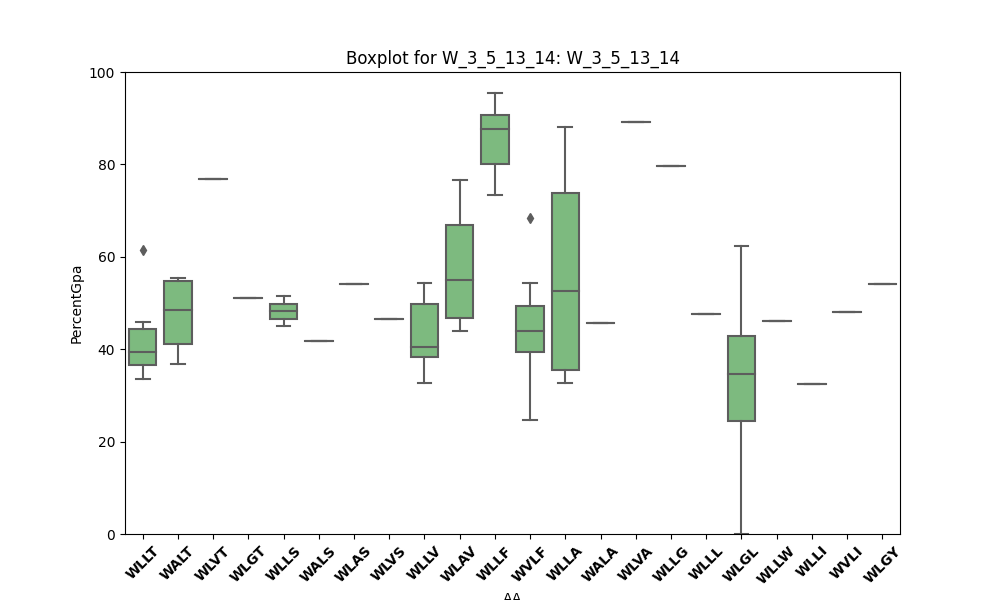 Boxplot for W_3_5_13_14: W_3_5_13_14
100
80
60
40
20
0
PercentGpa
WLLT WALT WLVT WLGT WLLS WALS WLAS WLVS WLLV WLAV WLLF WVLF WLLA WALA WLVA WLLG WLLL WLGL WLLW WLLI WVLI WLGY
AA